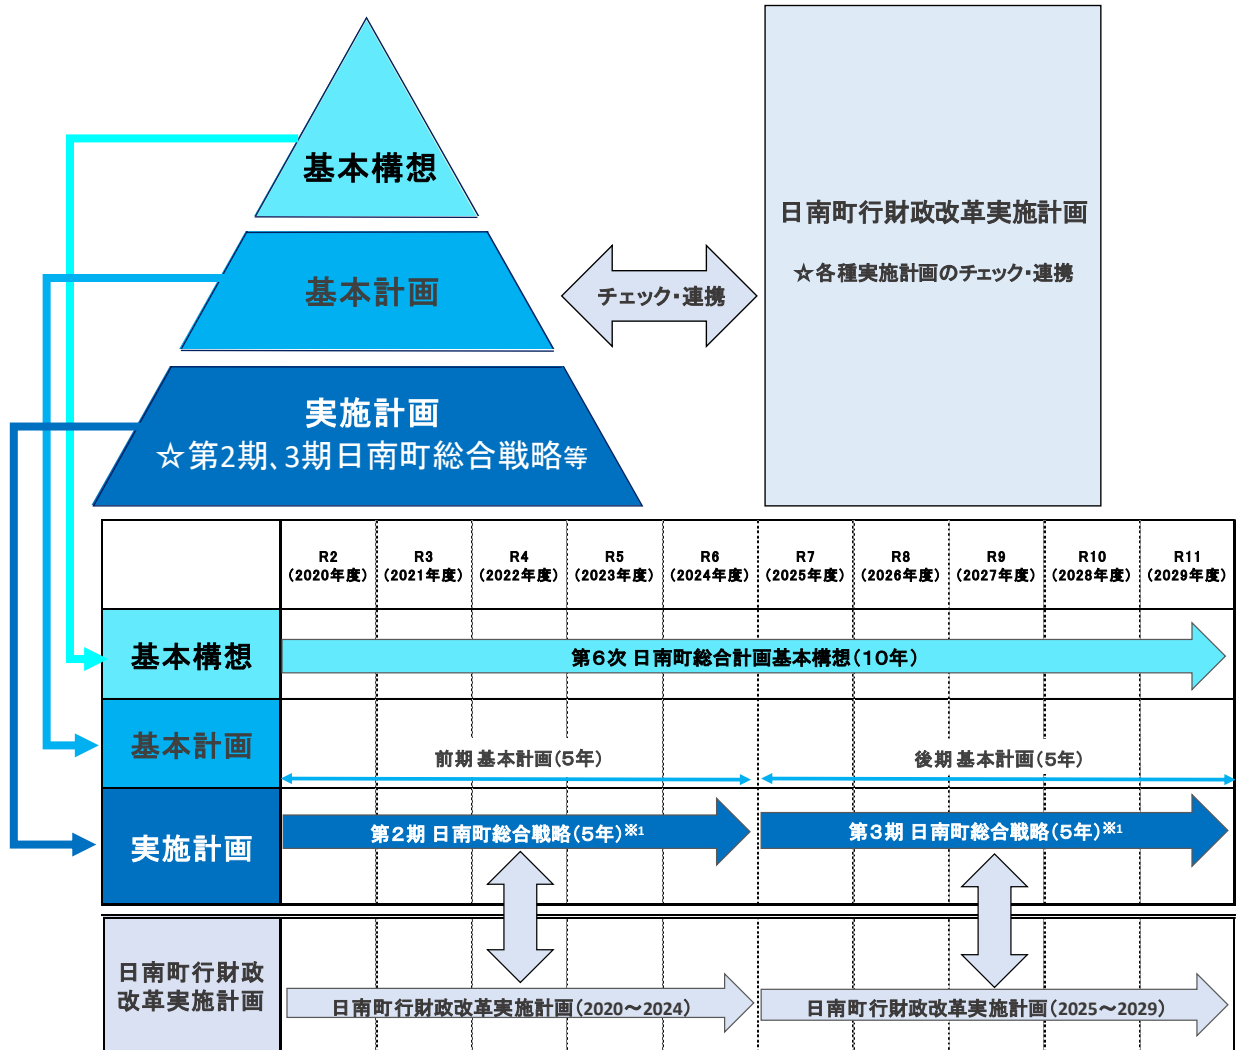 基本構想
基本計画
実施計画
☆第2期、3期日南町総合戦略等
チェック・連携
日南町行財政改革実施計画
☆各種実施計画のチェック・連携
R2
(2020年度)
R3
(2021年度)
R4
(2022年度)
R5
(2023年度)
R6
(2024年度)
R7
(2025年度)
R8
(2026年度)
R9
(2027年度)
R10
(2028年度)
R11
(2029年度)
基本構想
第6次 日南町総合計画基本構想(10年)
基本計画
前期 基本計画(5年)
後期 基本計画(5年)
実施計画
第2期 日南町総合戦略(5年)※1
第3期 日南町総合戦略(5年)※1
日南町行財政
改革実施計画
日南町行財政改革実施計画(2020～2024)
日南町行財政改革実施計画(2025～2029)